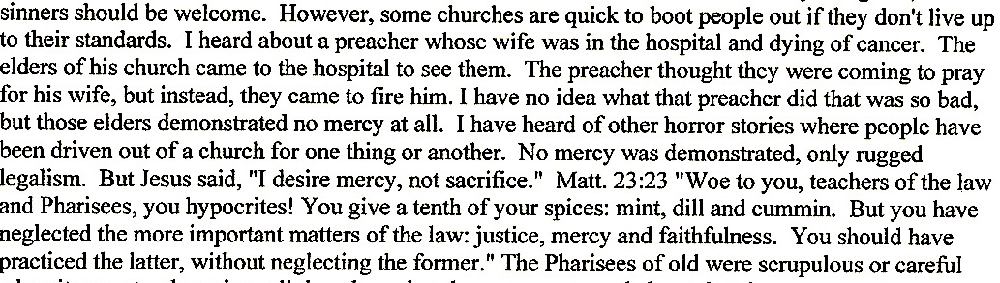 sinners should be welcome. However, some churches are quick to boot people out if they don't live up
to their standards. I heard about a preacher whose wife was in the hospital and dying of cancer. The
elders of his church came to the hospital to see them. The preacher thought they were coming to pray
for his wife, but instead, they came to fire him. I have no idea what that preacher did that was so bad,
but those elders demonstrated no mercy at all. I have heard of other horror stories where people have
been driven out of a church for one thing or another. No mercy was demonstrated, only rugged
legalism. But Jesus said, "I desire mercy, not sacrifice." Matt. 23:23 "Woe to you, teachers of the law
and Pharisees, you hypocrites! You give a tenth of your spices: mint, dill and cummin. But you have
neglected the more important matters of the law: justice, mercy and faithfulness. You should have
practiced the latter, without neglecting the former." The Pharisees of old were scrupulous or careful